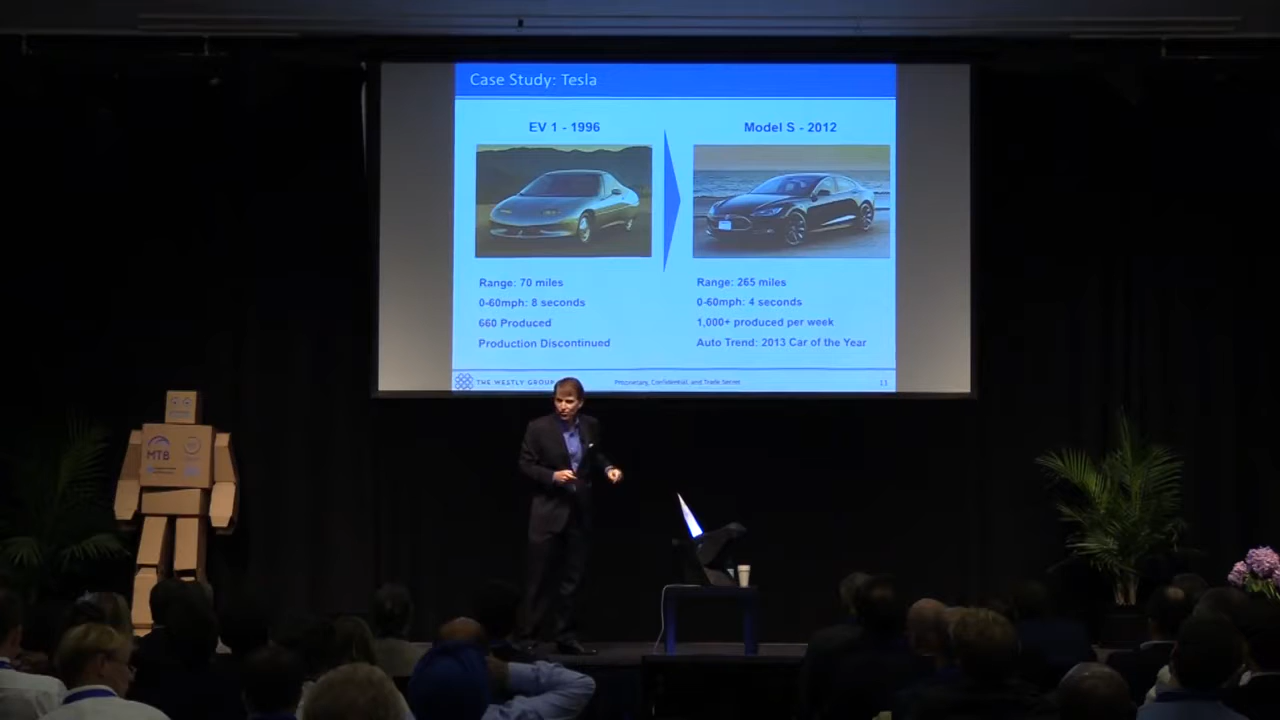 Case Study: Tesla
EV 1 - 1996
Model S - 2012
Range: 70 miles
0-60mph: 8 seconds
660 Produced
Production Discontinued
Range: 265 miles
0-60mph: 4 seconds
1,000+ produced per week
Auto Trend: 2013 Car of the Year
THE WESTLY GROUP
Proprietary, Confidential, and Trade Secret
13
MTB